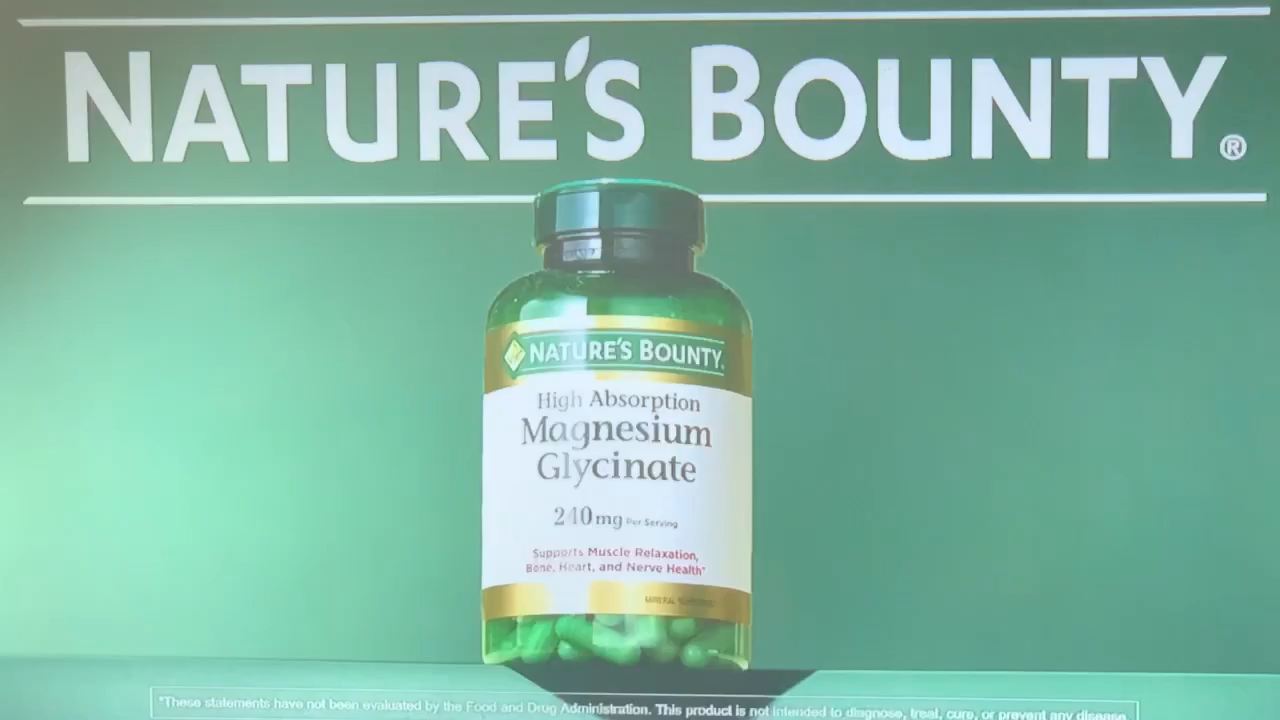 NATURE'S BOUNTY®
NATURE'S BOUNTY®
High Absorption
Magnesium
Glycinate
240 mg Per Serving
Supports Muscle Relaxation,
Bone, Heart, and Nerve Health*
MINERAL SUPPLEMENT
*These statements have not been evaluated by the Food and Drug Administration. This product is not intended to diagnose, treat, cure, or prevent any disease.